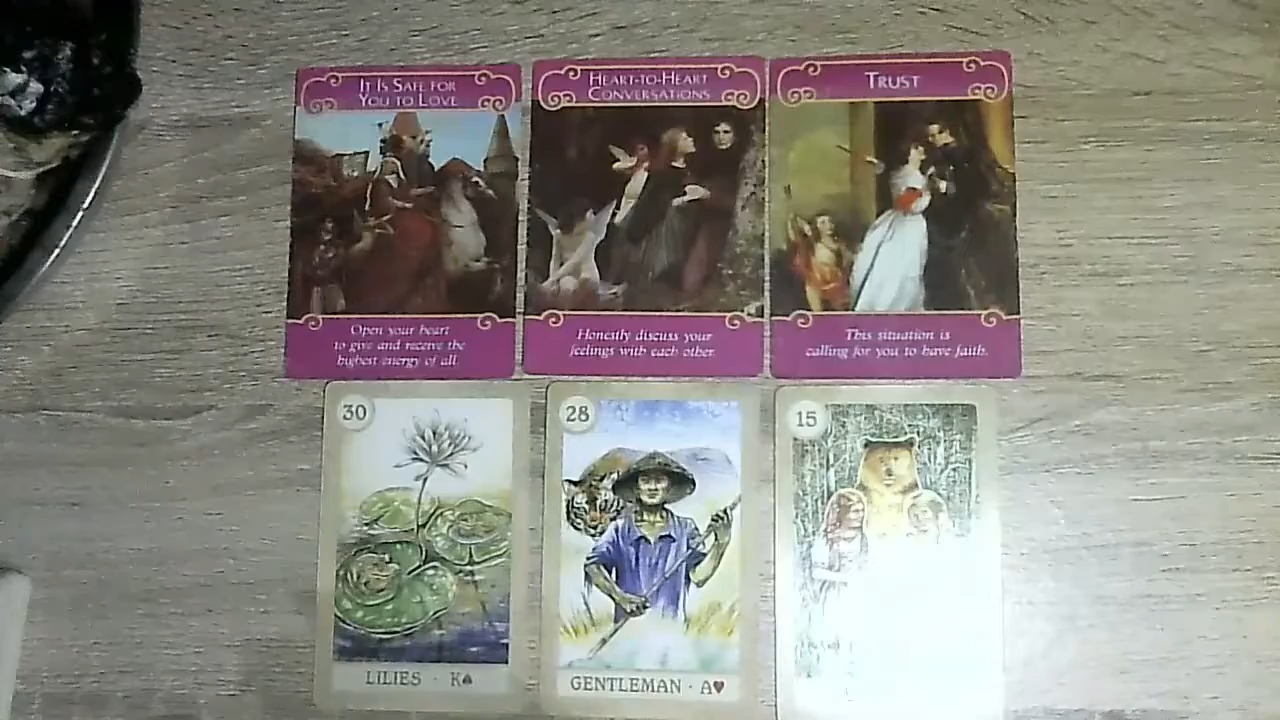 It Is Safe for
You to Love
Open your heart
to give and receive the
highest energy of all.
Heart-to-Heart
Conversations
Honestly discuss your
feelings with each other.
Trust
This situation is
calling for you to have faith.
30
LILIES · K♠
28
GENTLEMAN · A♥
15